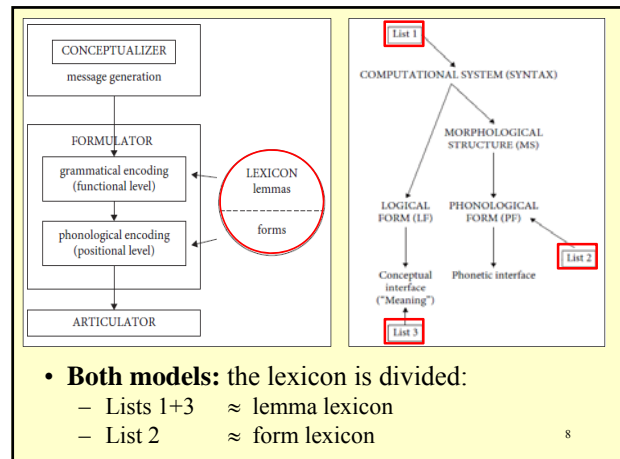 CONCEPTUALIZER
message generation
FORMULATOR
grammatical encoding
(functional level)
phonological encoding
(positional level)
LEXICON
lemmas
forms
ARTICULATOR
List 1
COMPUTATIONAL SYSTEM (SYNTAX)
MORPHOLOGICAL
STRUCTURE (MS)
LOGICAL
FORM (LF)
PHONOLOGICAL
FORM (PF)
List 2
Conceptual
interface
("Meaning")
Phonetic interface
List 3
• Both models: the lexicon is divided:
– Lists 1+3 ≈ lemma lexicon
– List 2 ≈ form lexicon
8